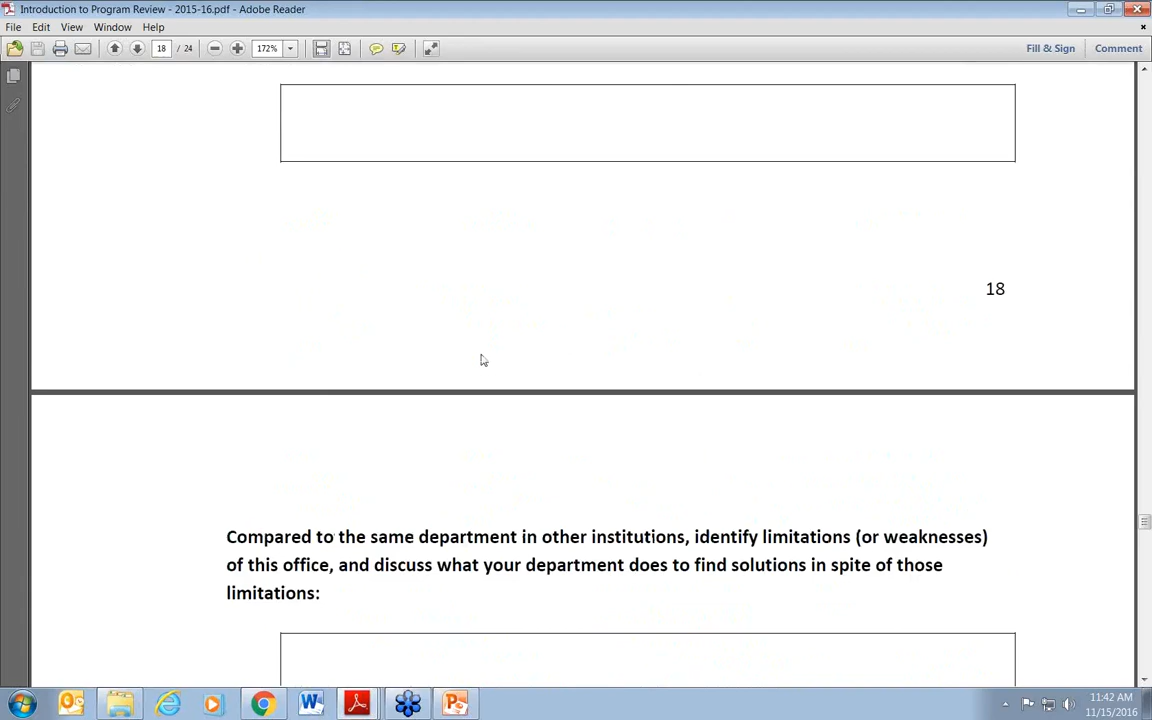 Introduction to Program Review - 2015-16.pdf - Adobe Reader
File Edit View Window Help
18 / 24 172% Fill & Sign Comment
18
Compared to the same department in other institutions, identify limitations (or weaknesses)
of this office, and discuss what your department does to find solutions in spite of those
limitations:
11:42 AM
11/15/2016